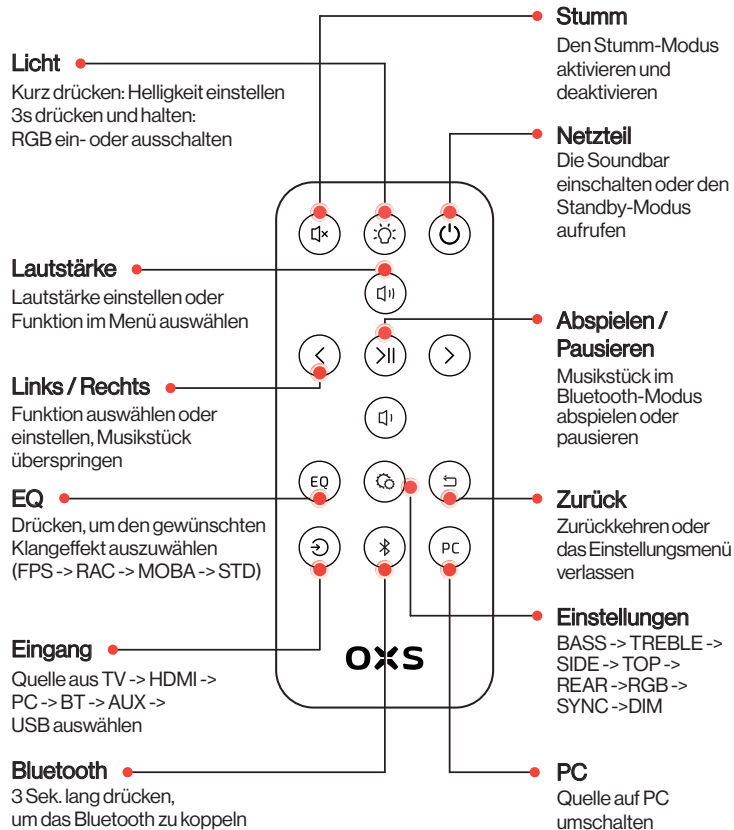 Licht
Kurz drücken: Helligkeit einstellen
3s drücken und halten:
RGB ein- oder ausschalten
Lautstärke
Lautstärke einstellen oder
Funktion im Menü auswählen
Links / Rechts
Funktion auswählen oder
einstellen, Musikstück
überspringen
EQ
Drücken, um den gewünschten
Klangeffekt auszuwählen
(FPS -> RAC -> MOBA -> STD)
Eingang
Quelle aus TV -> HDMI ->
PC -> BT -> AUX ->
USB auswählen
Bluetooth
3 Sek. lang drücken,
um das Bluetooth zu koppeln
EQ
PC
OXS
Stumm
Den Stumm-Modus
aktivieren und
deaktivieren
Netzteil
Die Soundbar
einschalten oder den
Standby-Modus
aufrufen
Abspielen /
Pausieren
Musikstück im
Bluetooth-Modus
abspielen oder
pausieren
Zurück
Zurückkehren oder
das Einstellungsmenü
verlassen
Einstellungen
BASS -> TREBLE ->
SIDE -> TOP ->
REAR ->RGB ->
SYNC ->DIM
PC
Quelle auf PC
umschalten